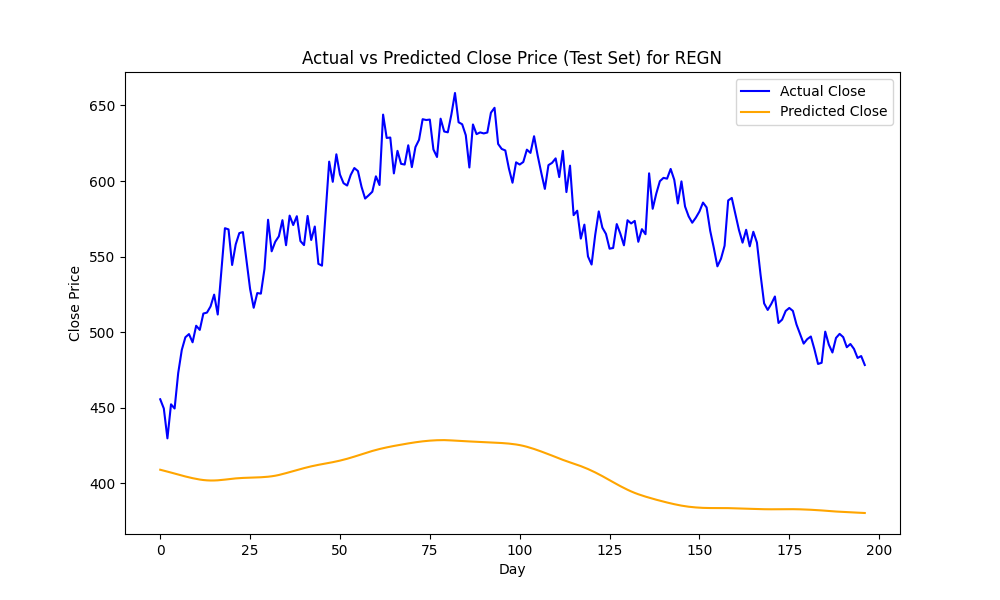 Actual vs Predicted Close Price (Test Set) for REGN
Actual Close
Predicted Close
Close Price
650
600
550
500
450
400
0 25 50 75 100 125 150 175 200
Day